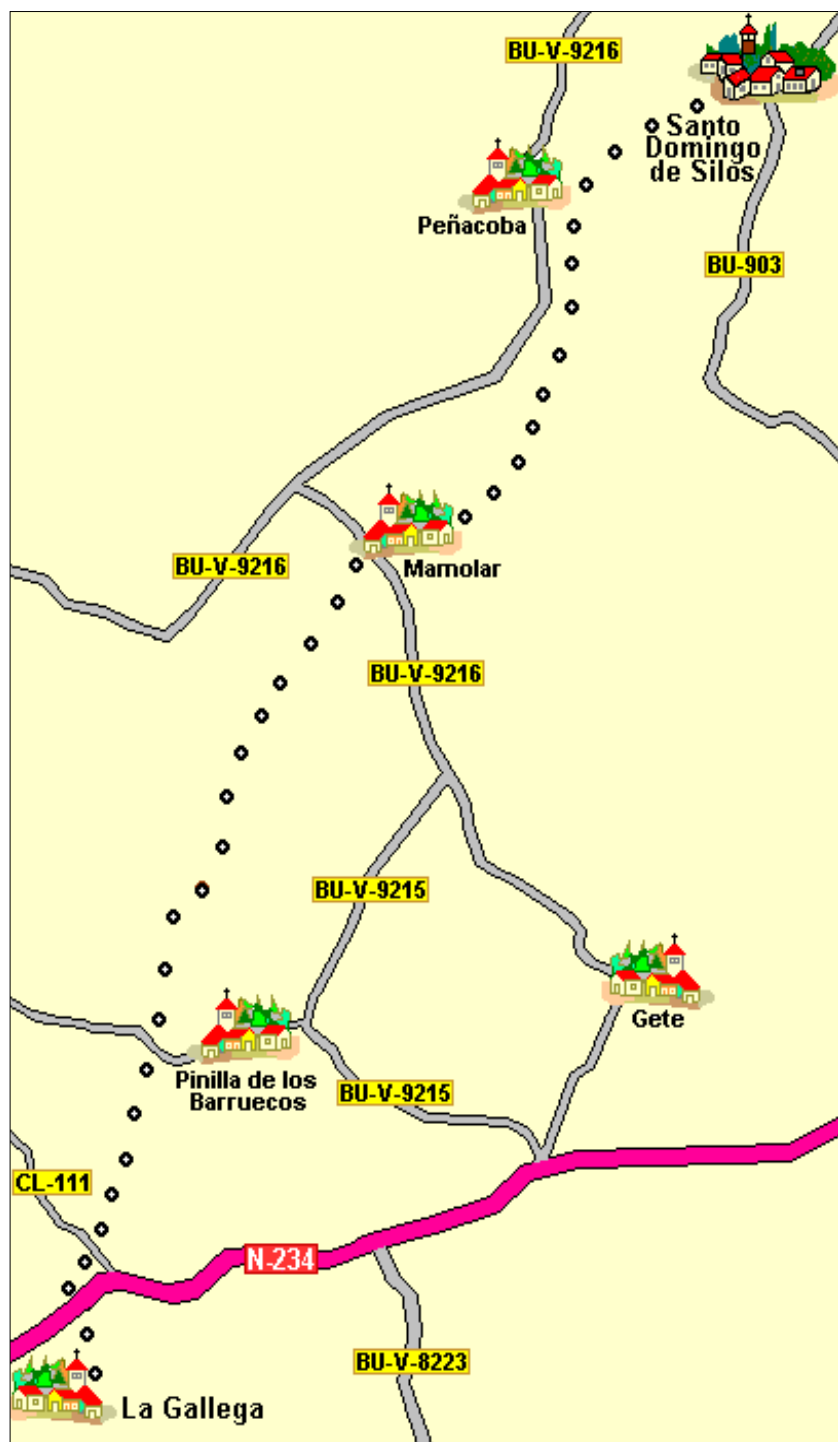 BU-V-9216
Santo
Domingo
de Silos
Peñacoba
BU-903
BU-V-9216
Mamolar
BU-V-9216
BU-V-9215
Gete
Pinilla de los
Barruecos
BU-V-9215
CL-111
N-234
BU-V-8223
La Gallega